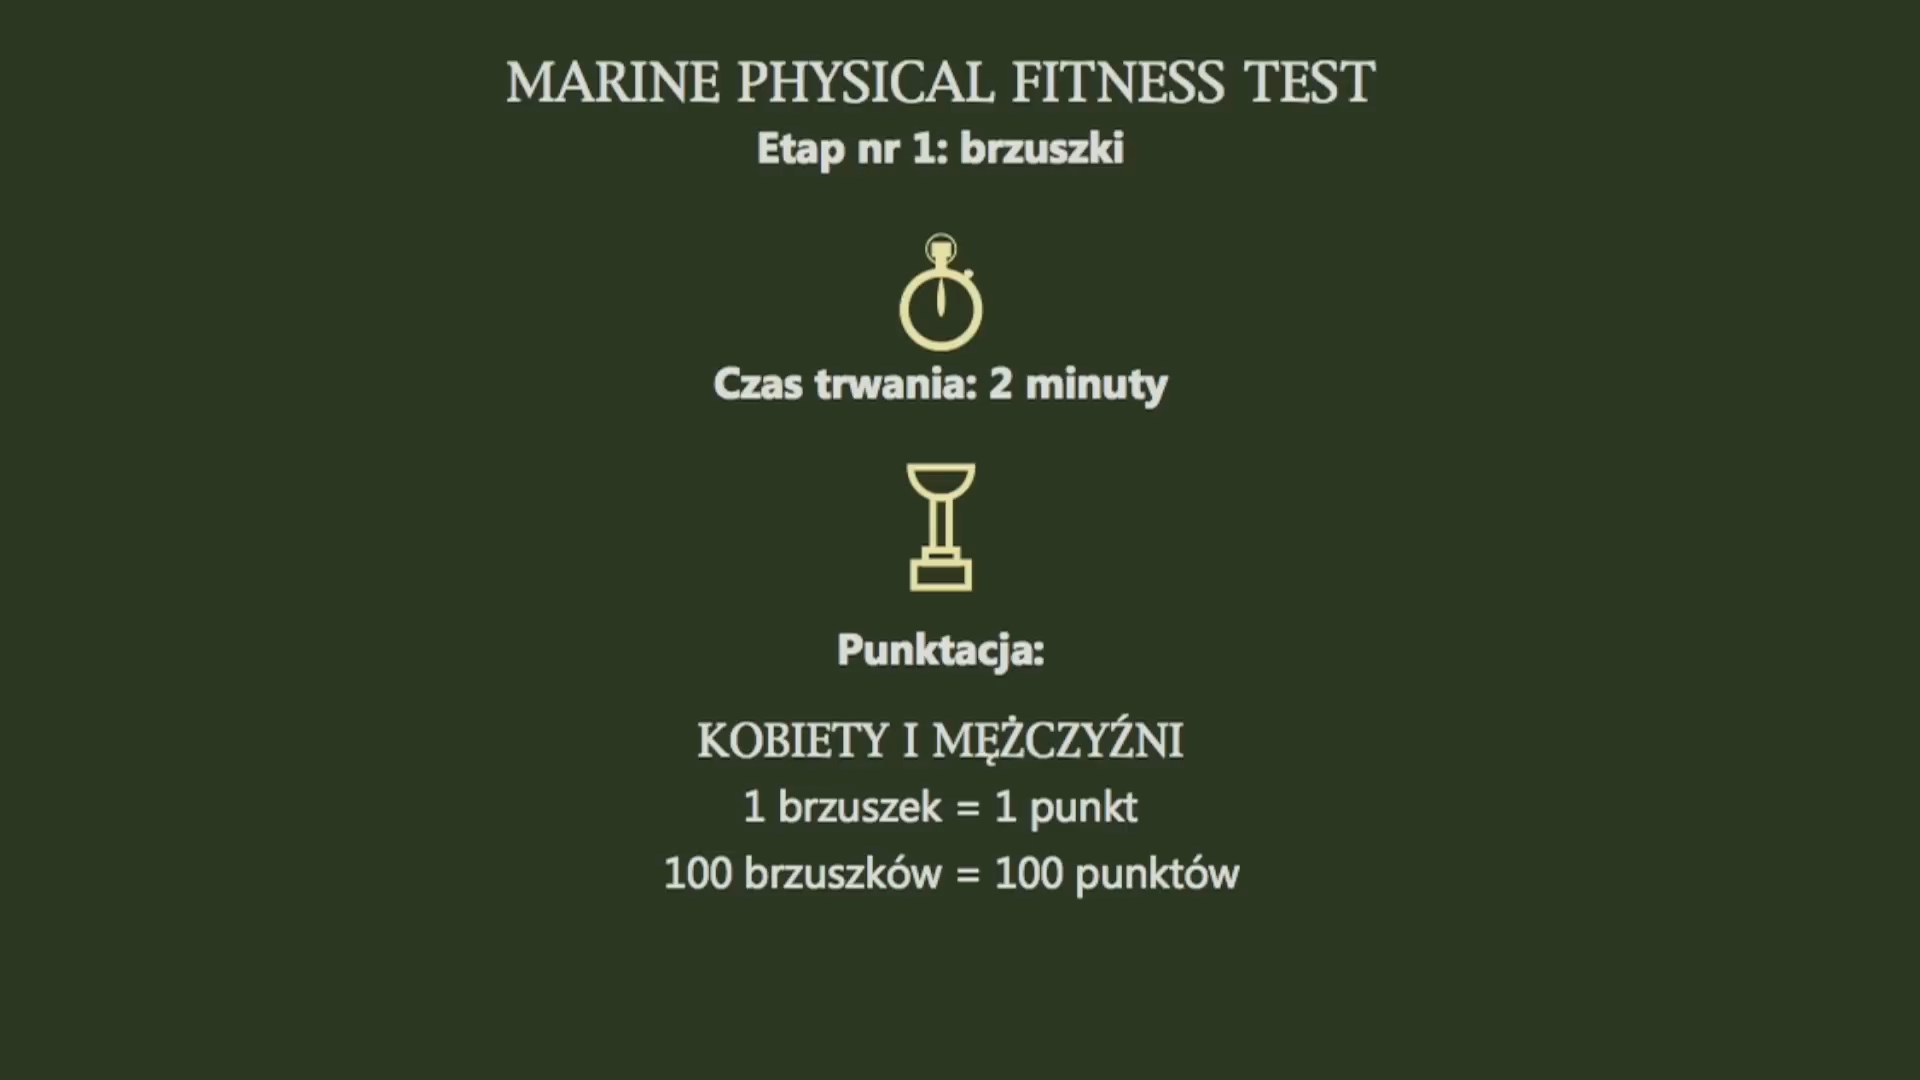 MARINE PHYSICAL FITNESS TEST
Etap nr 1: brzuszki
Czas trwania: 2 minuty
Punktacja:
KOBIETY I MĘŻCZYŹNI
1 brzuszek = 1 punkt
100 brzuszków = 100 punktów